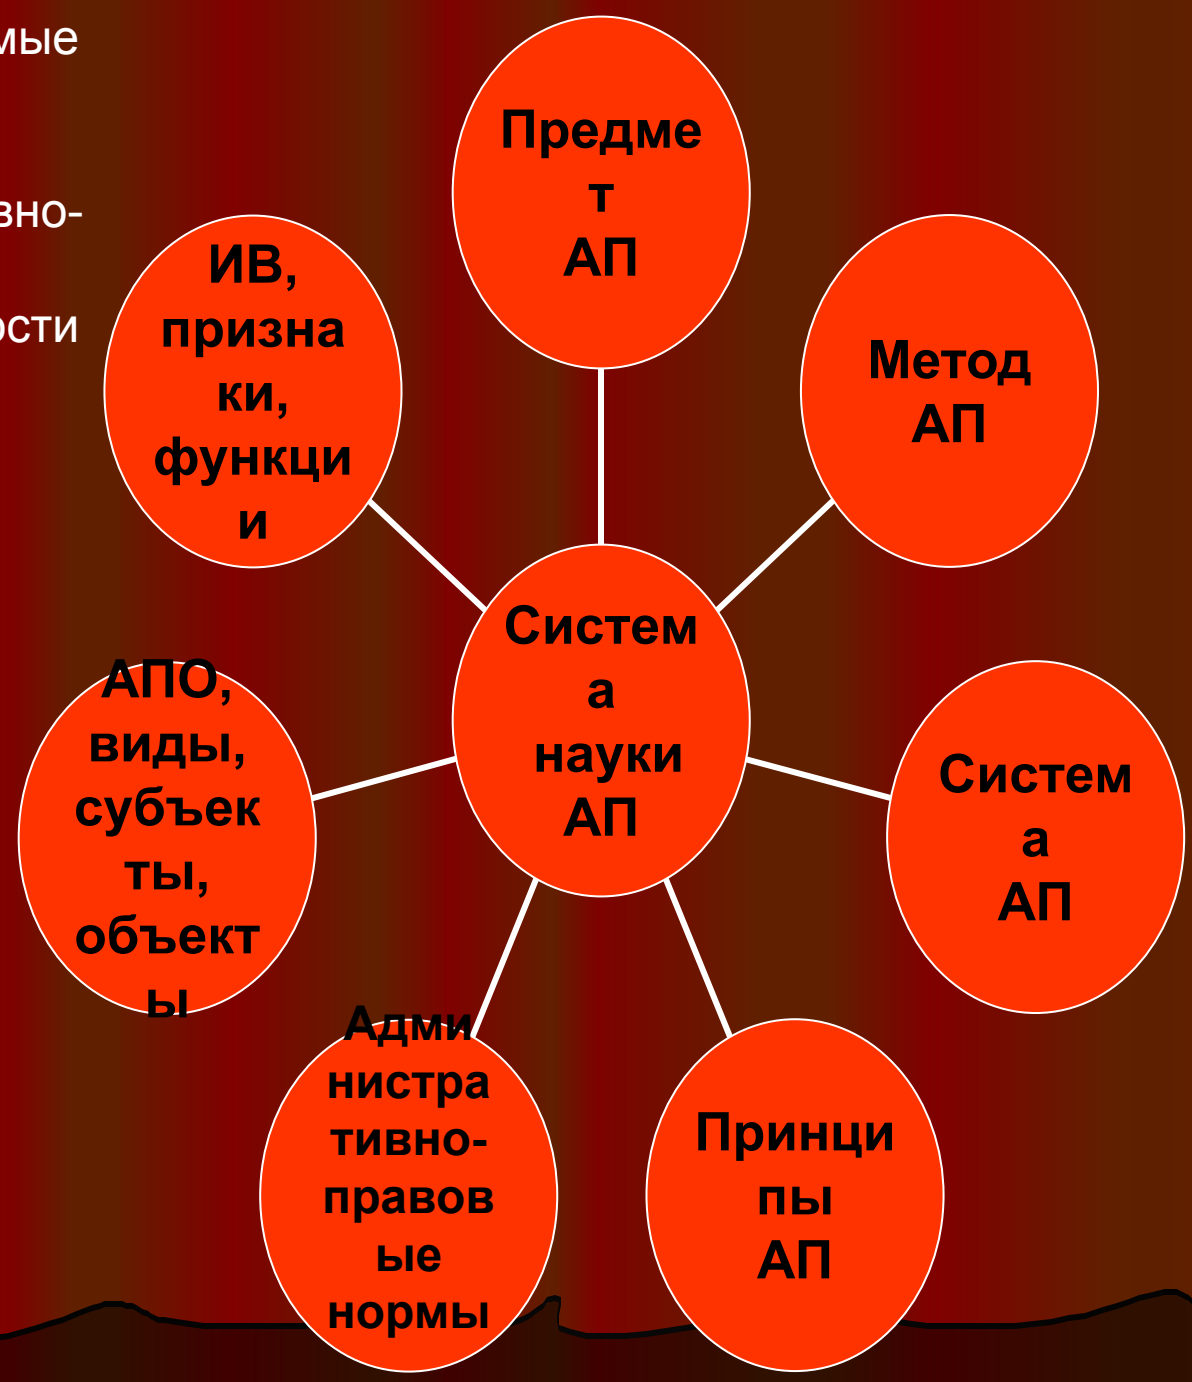 мые
вно-
ости
Предме
т
АП
Метод
АП
Систем
а
АП
Принци
пы
АП
Адми
нистра
тивно-
правов
ые
нормы
АПО,
виды,
субъек
ты,
объект
ы
ИВ,
призна
ки,
функци
и
Систем
а
науки
АП